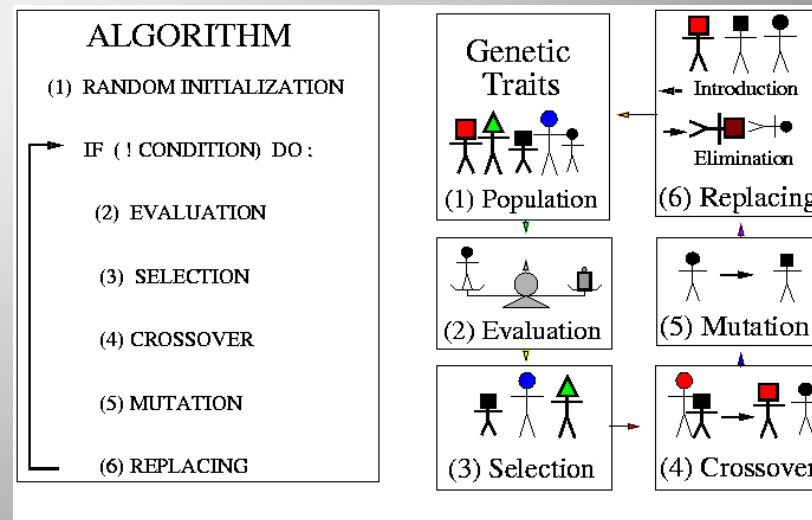 ALGORITHM
(1) RANDOM INITIALIZATION
IF ( ! CONDITION) DO :
(2) EVALUATION
(3) SELECTION
(4) CROSSOVER
(5) MUTATION
(6) REPLACING
Genetic
Traits
(1) Population
(2) Evaluation
(3) Selection
Introduction
Elimination
(6) Replacing
(5) Mutation
(4) Crossover